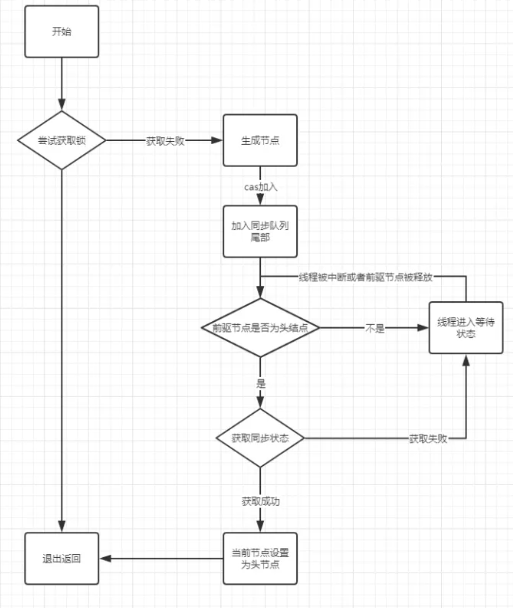 开始
尝试获取锁
获取失败
生成节点
cas加入
加入同步队列
尾部
线程被中断或者前驱节点被释放
前驱节点是否为头结点
不是
线程进入等待
状态
是
获取同步状态
获取失败
获取成功
退出返回
当前节点设置
为头节点